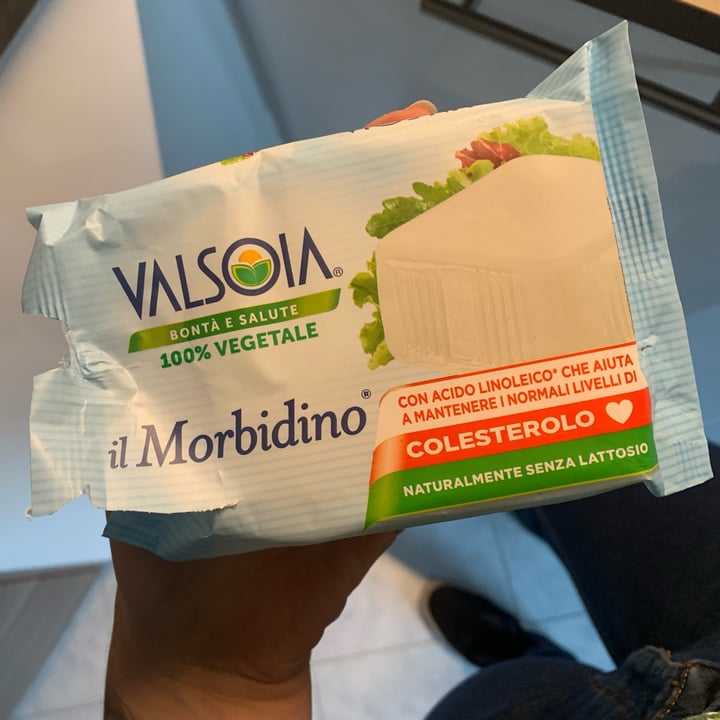 VALSOIA®
BONTÀ E SALUTE
100% VEGETALE
il Morbidino®
CON ACIDO LINOLEICO* CHE AIUTA
A MANTENERE I NORMALI LIVELLI DI
COLESTEROLO
NATURALMENTE SENZA LATTOSIO